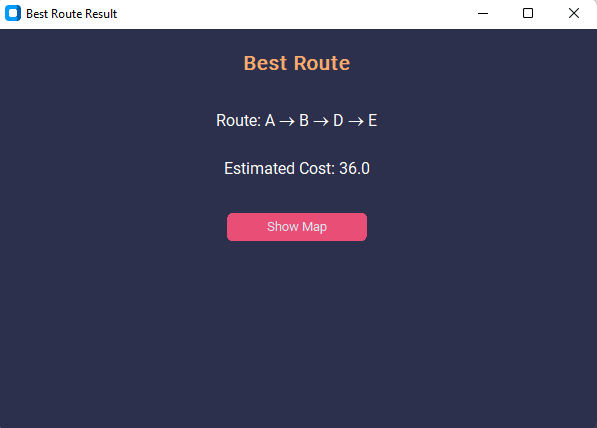 Best Route Result
Best Route
Route: A → B → D → E
Estimated Cost: 36.0
Show Map